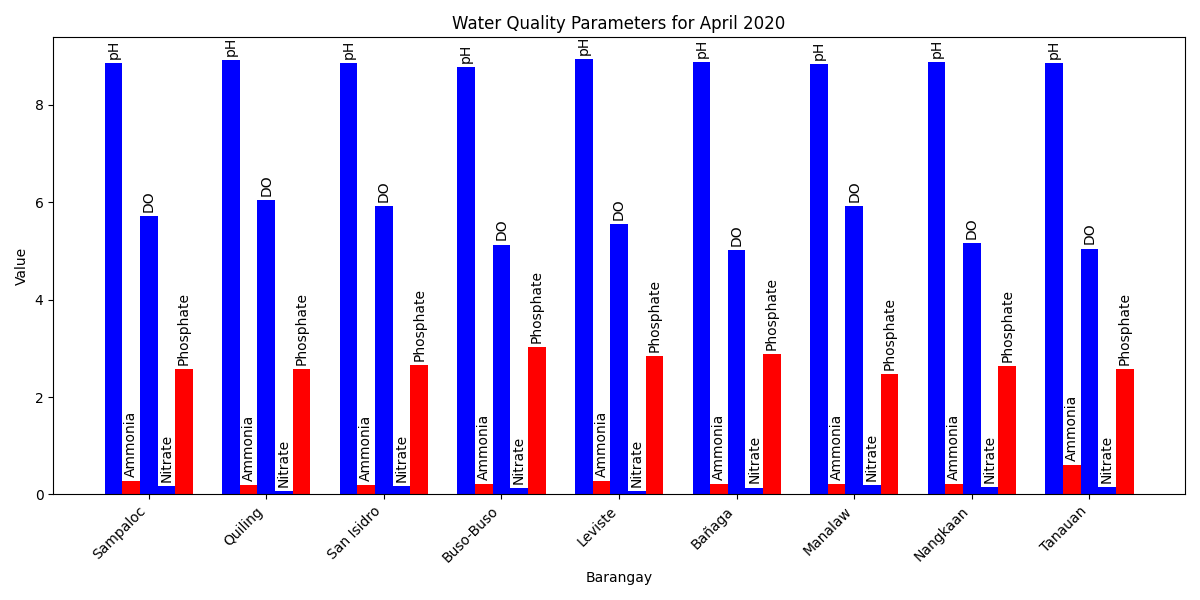 Water Quality Parameters for April 2020
Value
8
6
4
2
0
pH
Ammonia
DO
Nitrate
Phosphate
pH
Ammonia
DO
Nitrate
Phosphate
pH
Ammonia
DO
Nitrate
Phosphate
pH
Ammonia
DO
Nitrate
Phosphate
pH
Ammonia
DO
Nitrate
Phosphate
pH
Ammonia
DO
Nitrate
Phosphate
pH
Ammonia
DO
Nitrate
Phosphate
pH
Ammonia
DO
Nitrate
Phosphate
pH
Ammonia
DO
Nitrate
Phosphate
Sampaloc
Quiling
San Isidro
Buso-Buso
Leviste
Bañaga
Manalaw
Nangkaan
Tanauan
Barangay